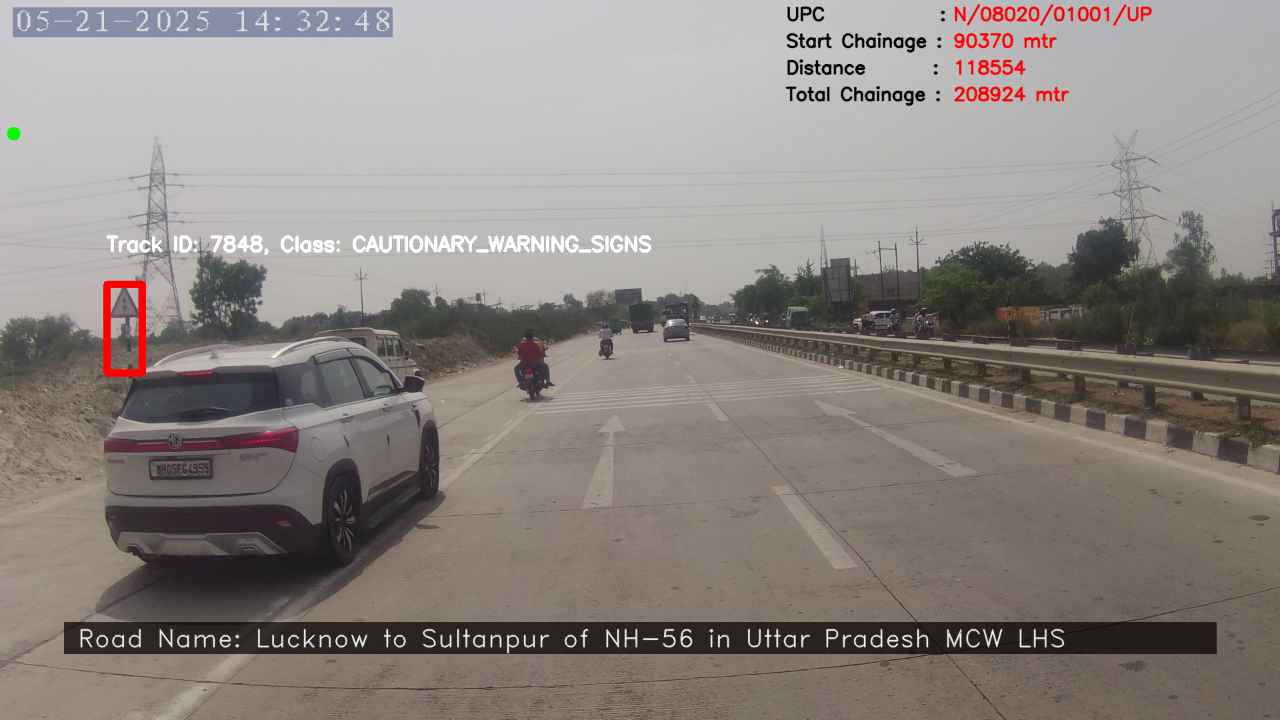 05-21-2025 14:32:48
UPC : N/08020/01001/UP
Start Chainage : 90370 mtr
Distance : 118554
Total Chainage : 208924 mtr
Track ID: 7848, Class: CAUTIONARY_WARNING_SIGNS
Road Name: Lucknow to Sultanpur of NH-56 in Uttar Pradesh MCW LHS